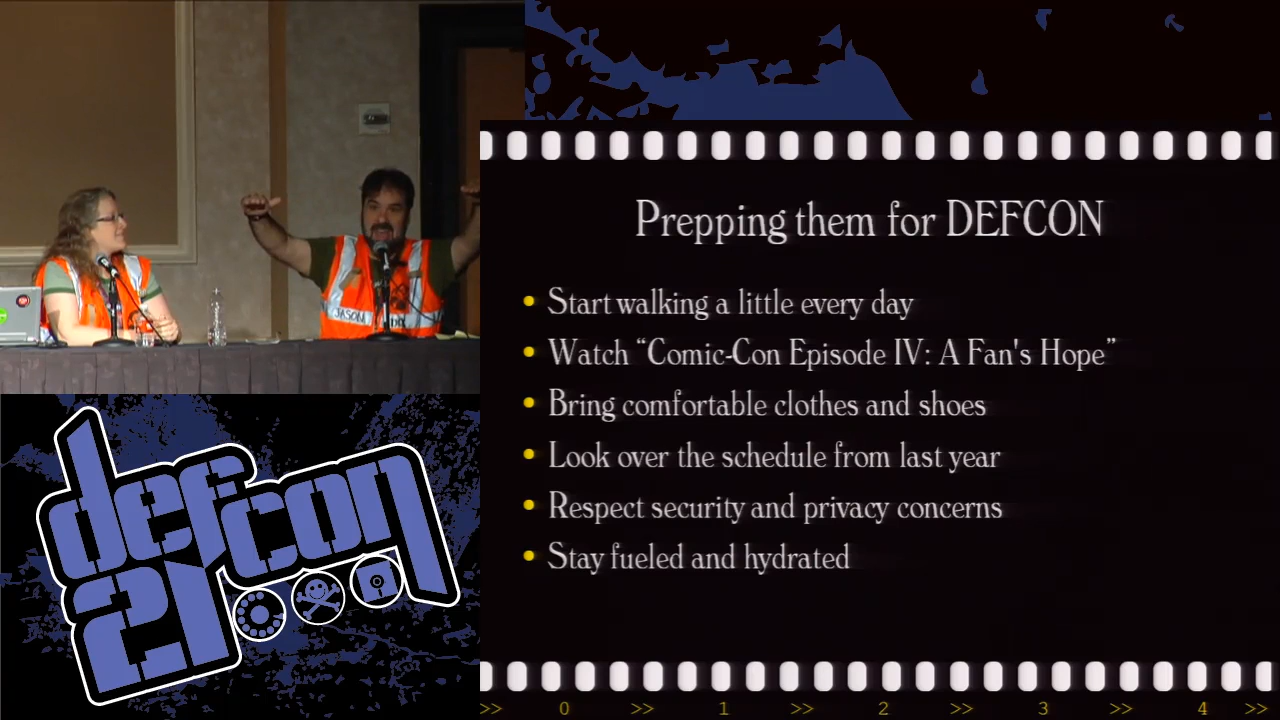 Prepping them for DEFCON
Start walking a little every day
Watch “Comic-Con Episode IV: A Fan's Hope”
Bring comfortable clothes and shoes
Look over the schedule from last year
Respect security and privacy concerns
Stay fueled and hydrated
JASON
defcon
21
>> 0 >> 1 >> 2 >> 3 >> 4 >>